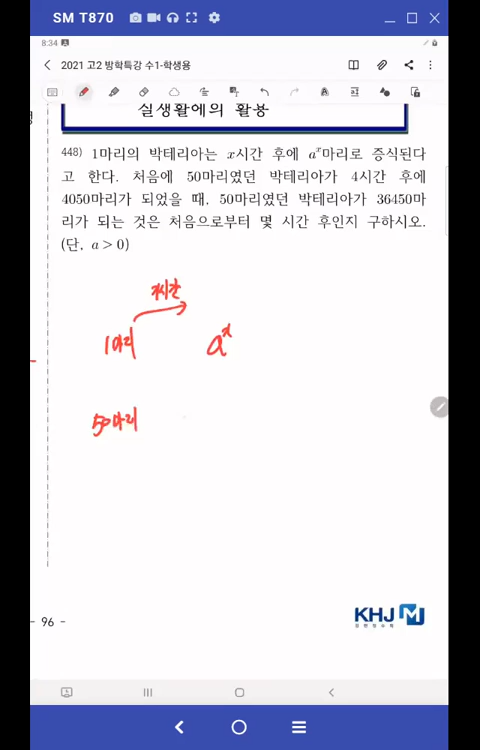 SM T870
8:34
2021 고2 방학특강 수1-학생용
실생활에의 활용
448) 1마리의 박테리아는 x시간 후에 a^x마리로 증식된다
고 한다. 처음에 50마리였던 박테리아가 4시간 후에
4050마리가 되었을 때, 50마리였던 박테리아가 36450마
리가 되는 것은 처음으로부터 몇 시간 후인지 구하시오.
(단, a > 0)
x시간
1마리 a^x
50마리
- 96 -
KHJ M